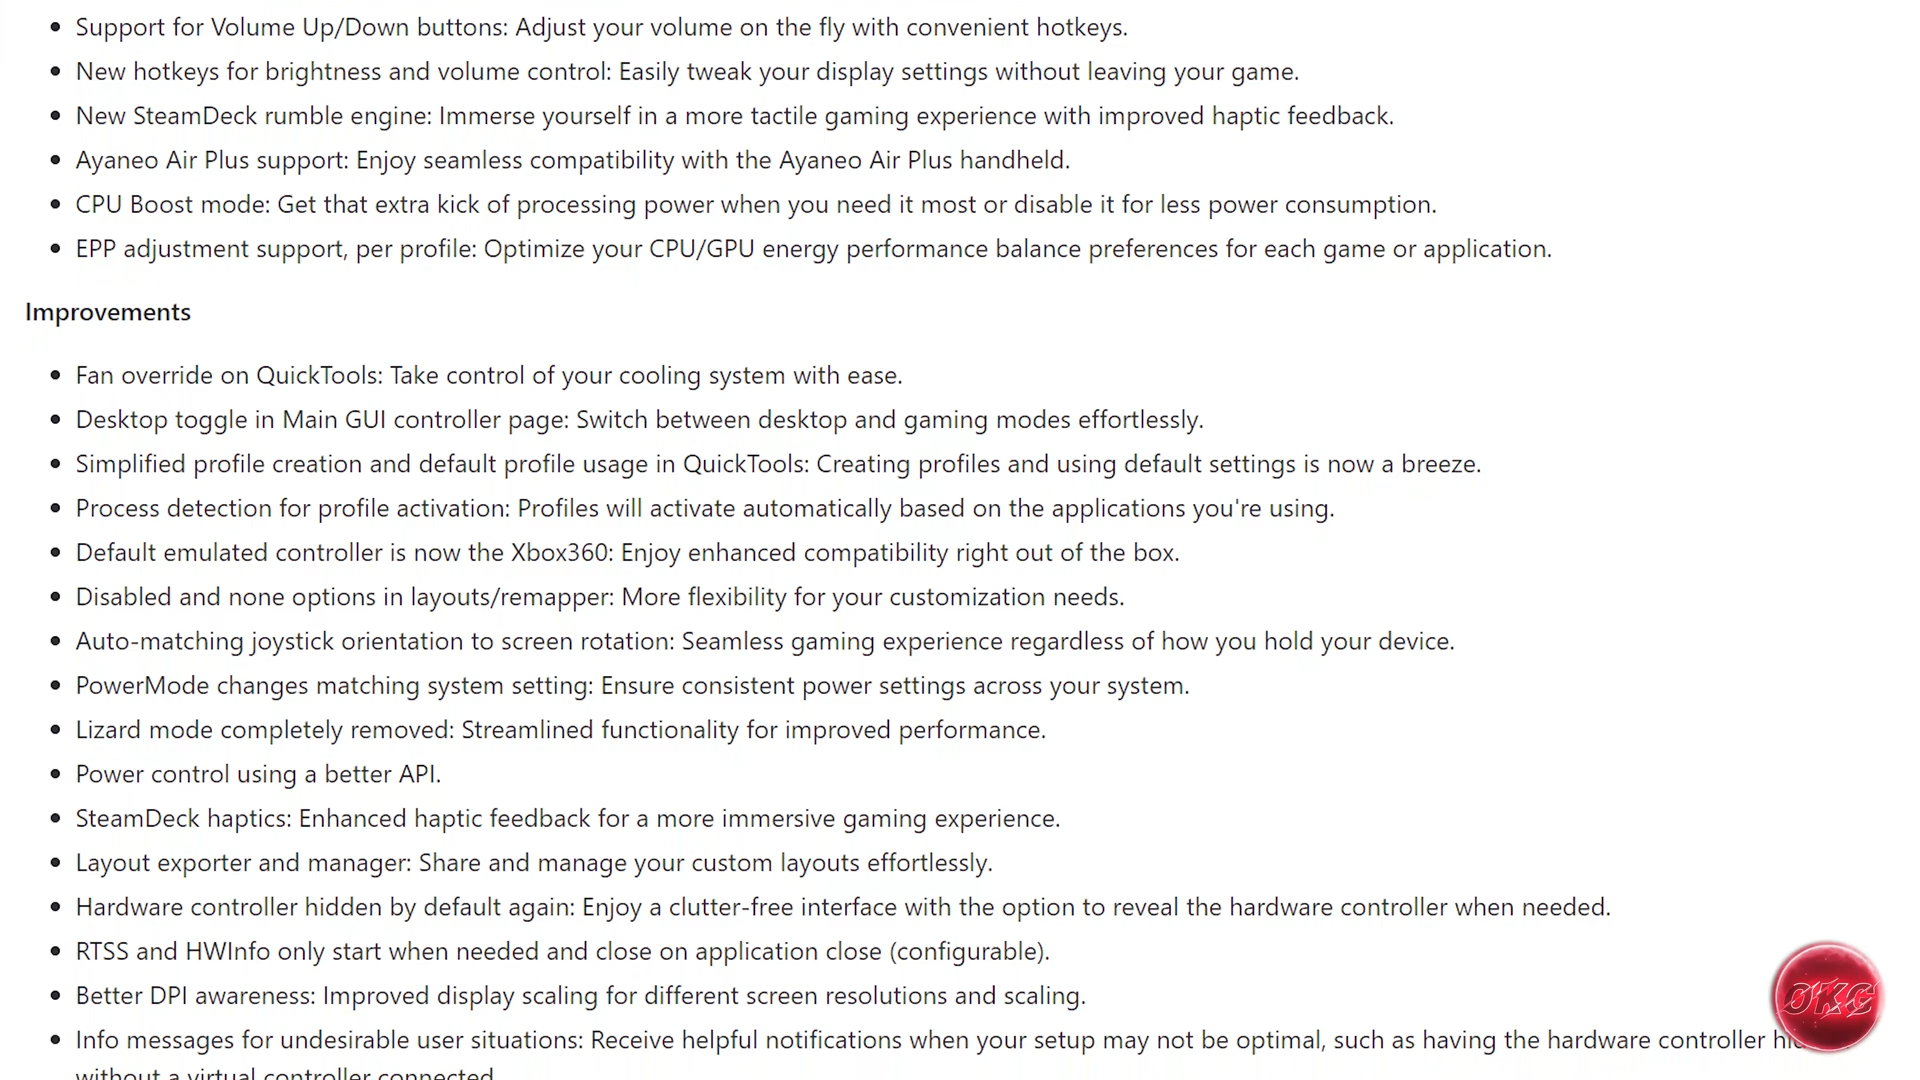 Support for Volume Up/Down buttons: Adjust your volume on the fly with convenient hotkeys.
New hotkeys for brightness and volume control: Easily tweak your display settings without leaving your game.
New SteamDeck rumble engine: Immerse yourself in a more tactile gaming experience with improved haptic feedback.
Ayaneo Air Plus support: Enjoy seamless compatibility with the Ayaneo Air Plus handheld.
CPU Boost mode: Get that extra kick of processing power when you need it most or disable it for less power consumption.
EPP adjustment support, per profile: Optimize your CPU/GPU energy performance balance preferences for each game or application.
Improvements
Fan override on QuickTools: Take control of your cooling system with ease.
Desktop toggle in Main GUI controller page: Switch between desktop and gaming modes effortlessly.
Simplified profile creation and default profile usage in QuickTools: Creating profiles and using default settings is now a breeze.
Process detection for profile activation: Profiles will activate automatically based on the applications you're using.
Default emulated controller is now the Xbox360: Enjoy enhanced compatibility right out of the box.
Disabled and none options in layouts/remapper: More flexibility for your customization needs.
Auto-matching joystick orientation to screen rotation: Seamless gaming experience regardless of how you hold your device.
PowerMode changes matching system setting: Ensure consistent power settings across your system.
Lizard mode completely removed: Streamlined functionality for improved performance.
Power control using a better API.
SteamDeck haptics: Enhanced haptic feedback for a more immersive gaming experience.
Layout exporter and manager: Share and manage your custom layouts effortlessly.
Hardware controller hidden by default again: Enjoy a clutter-free interface with the option to reveal the hardware controller when needed.
RTSS and HWInfo only start when needed and close on application close (configurable).
Better DPI awareness: Improved display scaling for different screen resolutions and scaling.
Info messages for undesirable user situations: Receive helpful notifications when your setup may not be optimal, such as having the hardware controller
without a virtual controller connected.